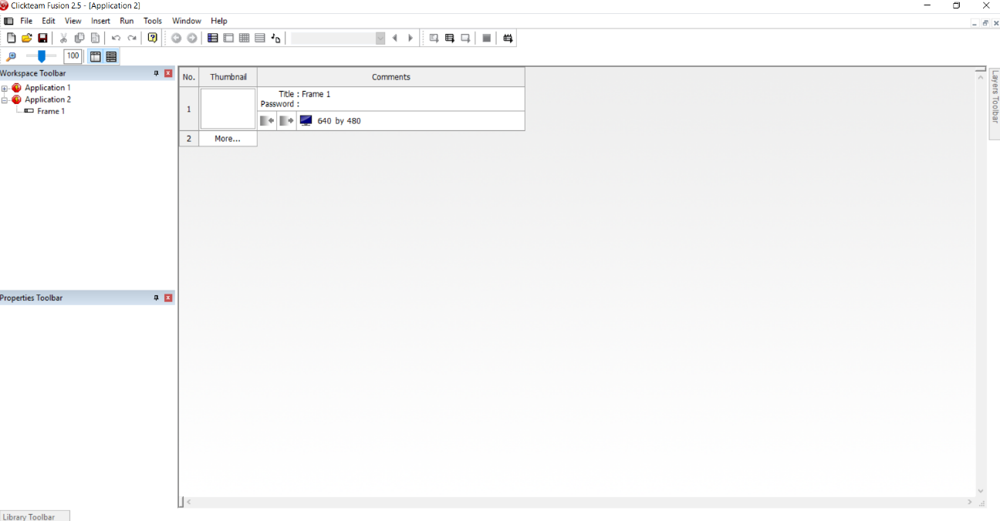 Clickteam Fusion 2.5 - [Application 2]
File Edit View Insert Run Tools Window Help
100
Workspace Toolbar
Application 1
Application 2
Frame 1
Properties Toolbar
Library Toolbar
No. Thumbnail Comments
1
Title : Frame 1
Password :
640 by 480
2 More...
Layers Toolbar